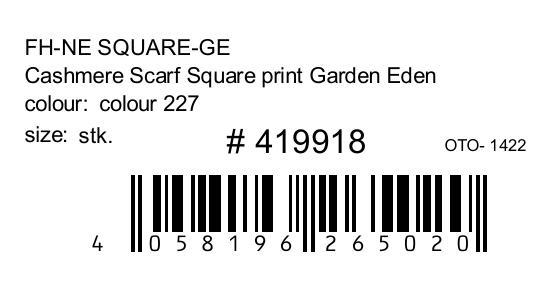 FH-NE SQUARE-GE
Cashmere Scarf Square print Garden Eden
colour: colour 227
size: stk.
# 419918
OTO- 1422
4 058196 265020